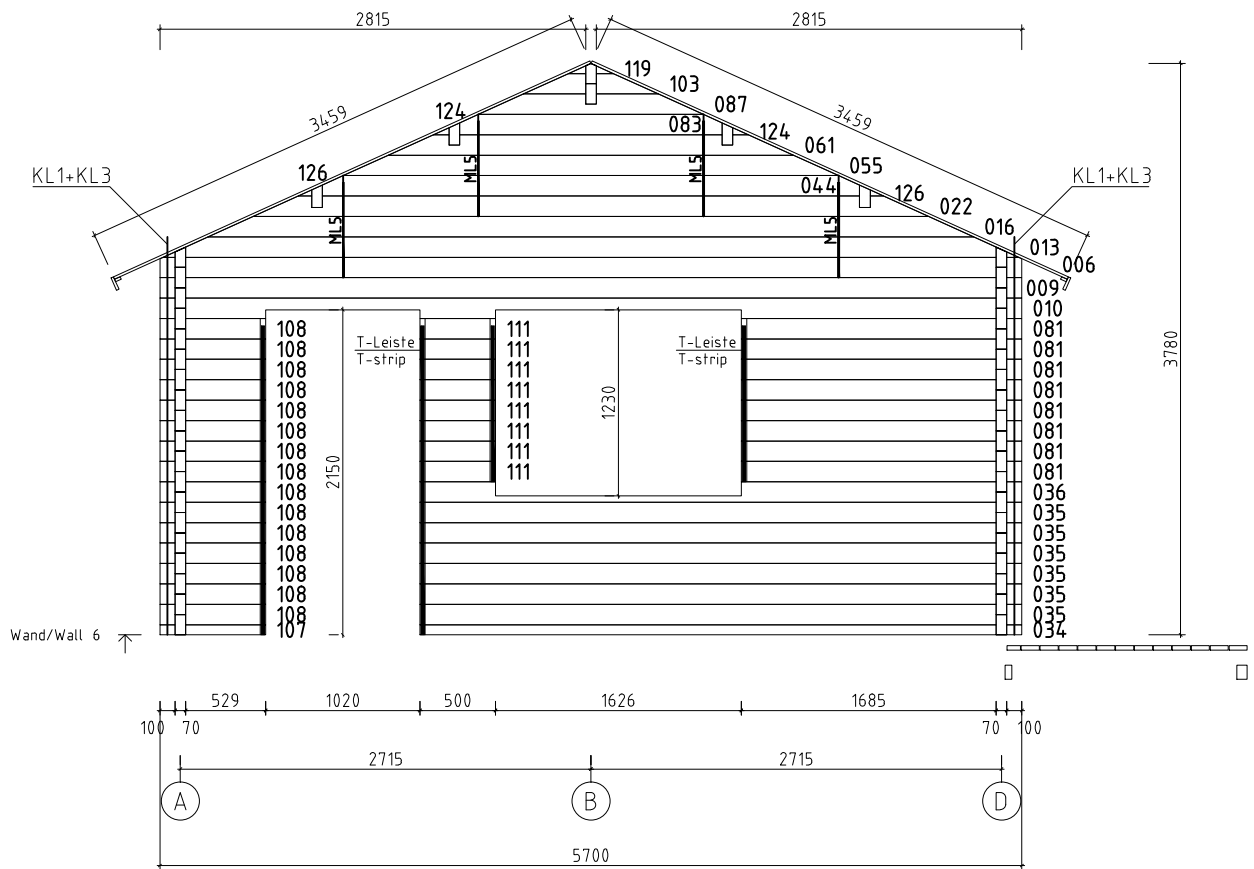 2815 2815
119
103
3459 124 087 3459
083 124
061
KL1+KL3 126 ML5 ML5 055 KL1+KL3
044 126
022
ML5 ML5 016
013
006
009
010
108 111 081
T-Leiste T-Leiste
108 111 081
T-strip T-strip
3780
108 111 081
108 111 081
1230
108 111 081
108 111 081
108 111 081
2150
108 111 081
108 036
108 035
108 035
108 035
108 035
108 035
108 035
Wand/Wall 6 107 034
529 1020 500 1626 1685
100 70 70 100
2715 2715
A B D
5700